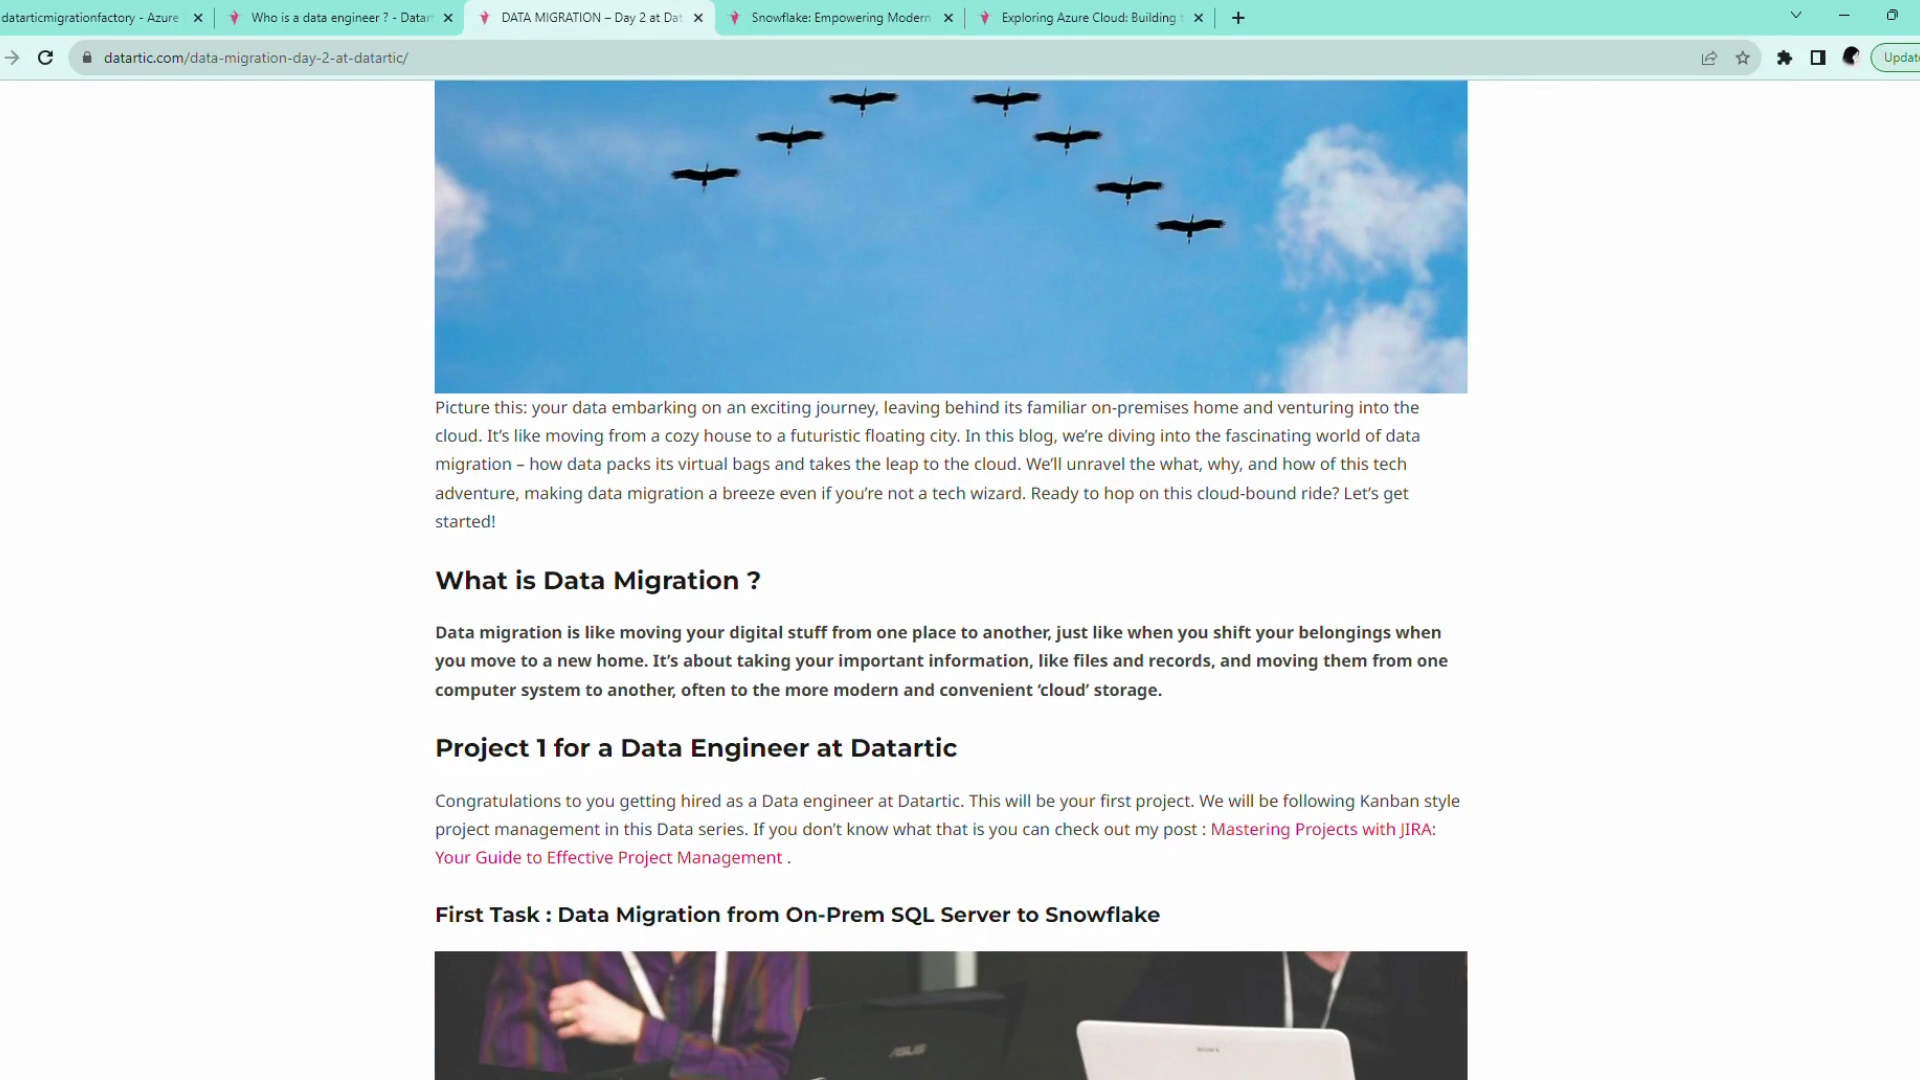 datarticmigrationfactory - Azure
Who is a data engineer ? - Datar
DATA MIGRATION – Day 2 at Dat
Snowflake: Empowering Modern
Exploring Azure Cloud: Building t
datartic.com/data-migration-day-2-at-datartic/
Update
Picture this: your data embarking on an exciting journey, leaving behind its familiar on-premises home and venturing into the
cloud. It’s like moving from a cozy house to a futuristic floating city. In this blog, we’re diving into the fascinating world of data
migration – how data packs its virtual bags and takes the leap to the cloud. We’ll unravel the what, why, and how of this tech
adventure, making data migration a breeze even if you’re not a tech wizard. Ready to hop on this cloud-bound ride? Let’s get
started!
What is Data Migration ?
Data migration is like moving your digital stuff from one place to another, just like when you shift your belongings when
you move to a new home. It’s about taking your important information, like files and records, and moving them from one
computer system to another, often to the more modern and convenient ‘cloud’ storage.
Project 1 for a Data Engineer at Datartic
Congratulations to you getting hired as a Data engineer at Datartic. This will be your first project. We will be following Kanban style
project management in this Data series. If you don’t know what that is you can check out my post : Mastering Projects with JIRA:
Your Guide to Effective Project Management .
First Task : Data Migration from On-Prem SQL Server to Snowflake
ASUS
SONY